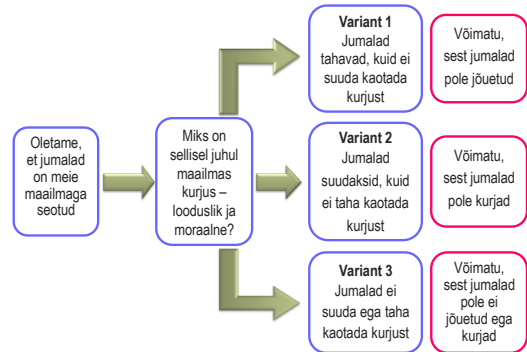 Oletame,
et jumalad
on meie
maailmaga
seotud
Miks on
sellisel juhul
maailmas
kurjus –
looduslik ja
moraalne?
Variant 1
Jumalad
tahavad, kuid ei
suuda kaotada
kurjust
Võimatu,
sest jumalad
pole jõuetud
Variant 2
Jumalad
suudaksid, kuid
ei taha kaotada
kurjust
Võimatu,
sest jumalad
pole kurjad
Variant 3
Jumalad ei
suuda ega taha
kaotada kurjust
Võimatu,
sest jumalad
pole ei
jõuetud ega
kurjad